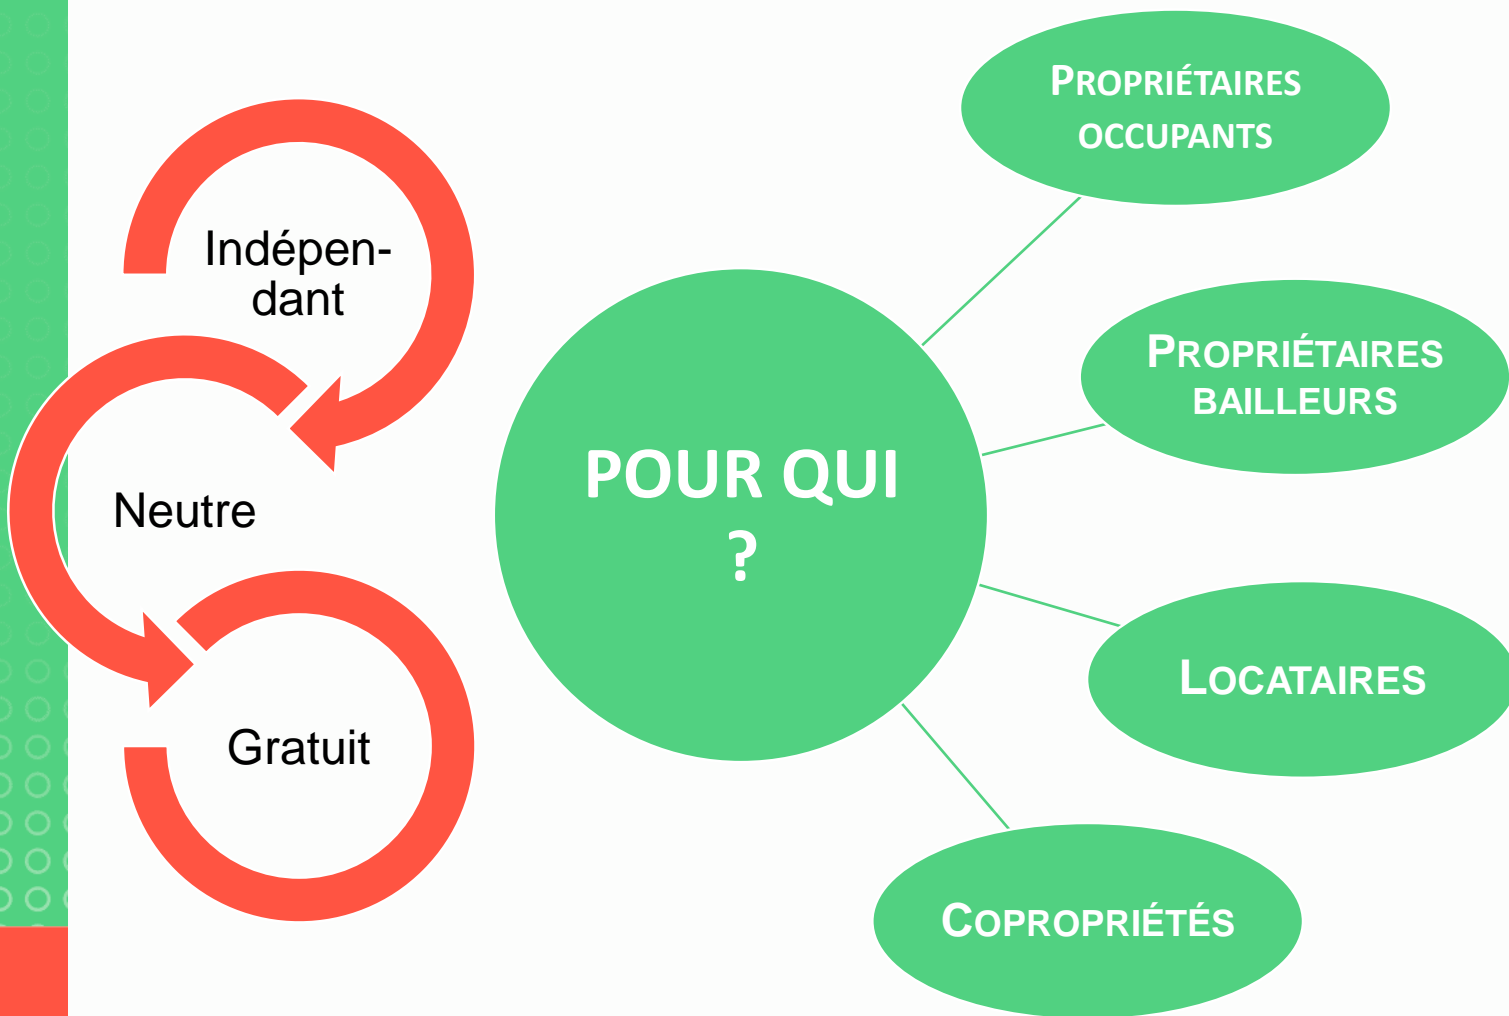 Indépen-
dant
Neutre
Gratuit
POUR QUI
?
PROPRIÉTAIRES
OCCUPANTS
PROPRIÉTAIRES
BAILLEURS
LOCATAIRES
COPROPRIÉTÉS